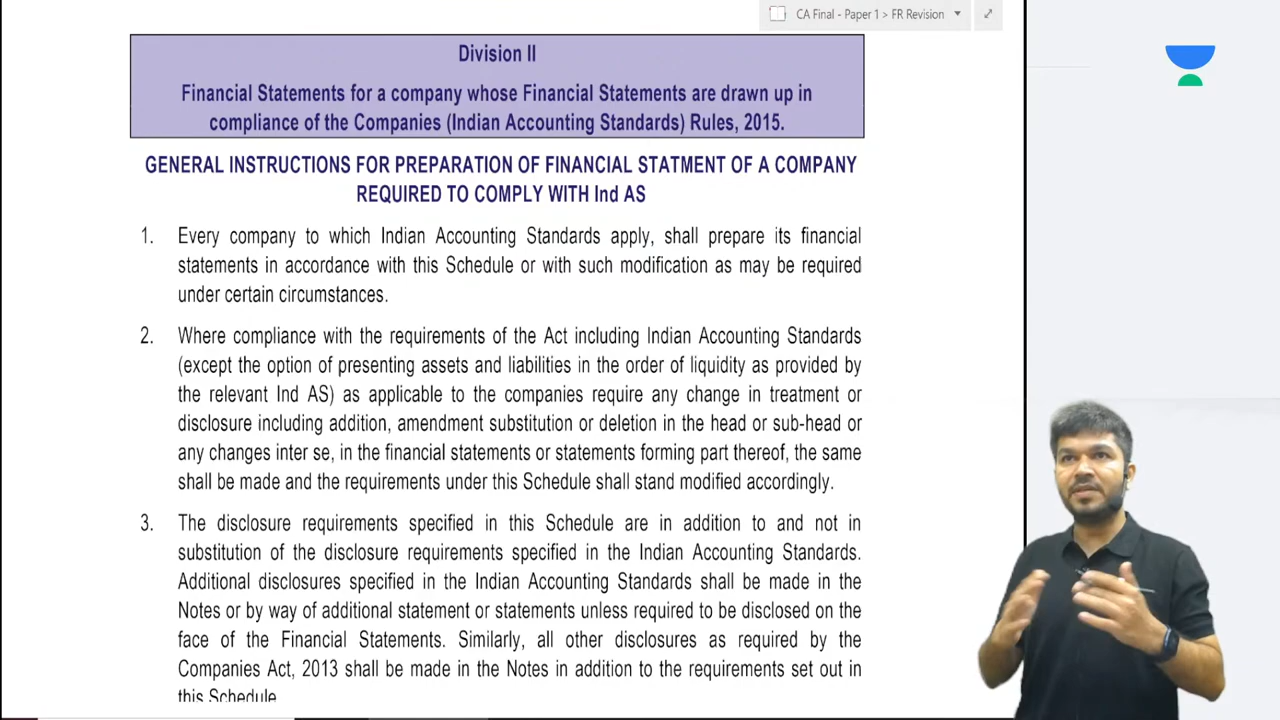 CA Final - Paper 1 > FR Revision
Division II
Financial Statements for a company whose Financial Statements are drawn up in
compliance of the Companies (Indian Accounting Standards) Rules, 2015.
GENERAL INSTRUCTIONS FOR PREPARATION OF FINANCIAL STATMENT OF A COMPANY
REQUIRED TO COMPLY WITH Ind AS
1. Every company to which Indian Accounting Standards apply, shall prepare its financial
statements in accordance with this Schedule or with such modification as may be required
under certain circumstances.
2. Where compliance with the requirements of the Act including Indian Accounting Standards
(except the option of presenting assets and liabilities in the order of liquidity as provided by
the relevant Ind AS) as applicable to the companies require any change in treatment or
disclosure including addition, amendment substitution or deletion in the head or sub-head or
any changes inter se, in the financial statements or statements forming part thereof, the same
shall be made and the requirements under this Schedule shall stand modified accordingly.
3. The disclosure requirements specified in this Schedule are in addition to and not in
substitution of the disclosure requirements specified in the Indian Accounting Standards.
Additional disclosures specified in the Indian Accounting Standards shall be made in the
Notes or by way of additional statement or statements unless required to be disclosed on the
face of the Financial Statements. Similarly, all other disclosures as required by the
Companies Act, 2013 shall be made in the Notes in addition to the requirements set out in
this Schedule.